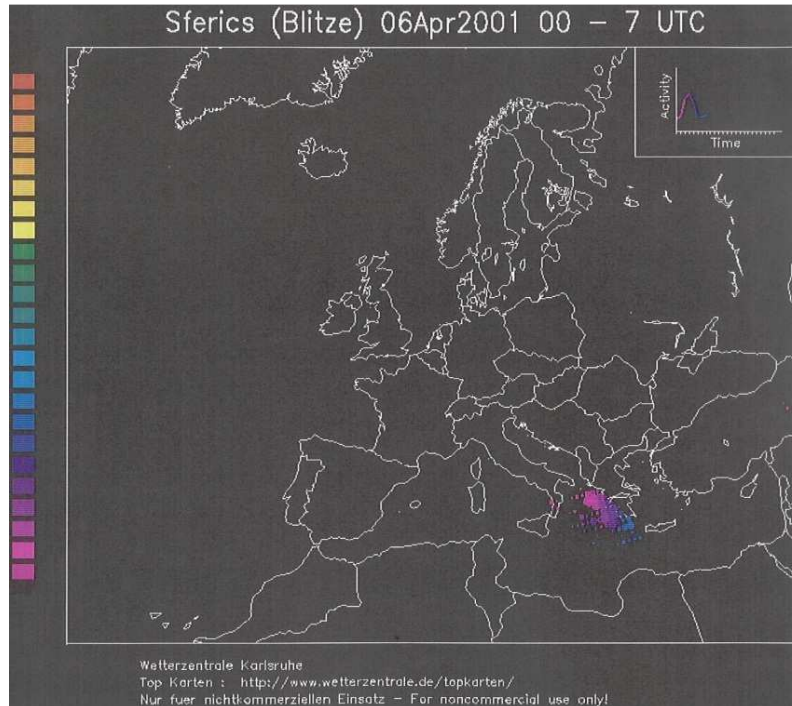 Sferics (Blitze) 06Apr2001 00 – 7 UTC
Activity
Time
Wetterzentrale Karlsruhe
Top Karten : http://www.wetterzentrale.de/topkarten/
Nur fuer nichtkommerziellen Einsatz – For noncommercial use only!